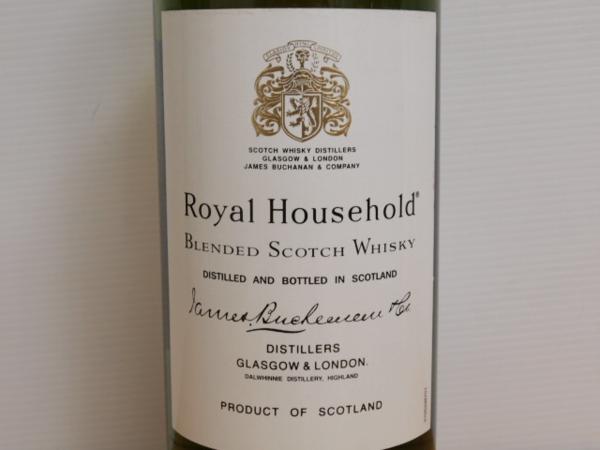 SCOTCH WHISKY DISTILLERS
GLASGOW & LONDON
JAMES BUCHANAN & COMPANY
Royal Household®
BLENDED SCOTCH WHISKY
DISTILLED AND BOTTLED IN SCOTLAND
James Buchanan & Co.
DISTILLERS
GLASGOW & LONDON.
DALWHINNIE DISTILLERY, HIGHLAND
PRODUCT OF SCOTLAND